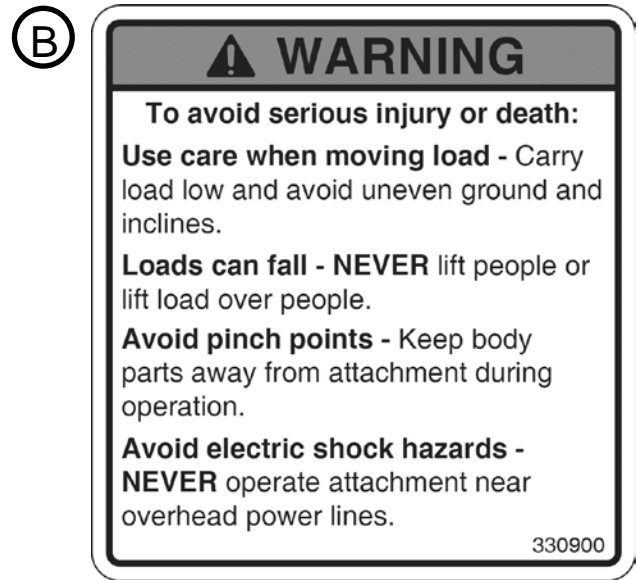 B
WARNING
To avoid serious injury or death:
Use care when moving load - Carry
load low and avoid uneven ground and
inclines.
Loads can fall - NEVER lift people or
lift load over people.
Avoid pinch points - Keep body
parts away from attachment during
operation.
Avoid electric shock hazards -
NEVER operate attachment near
overhead power lines.
330900